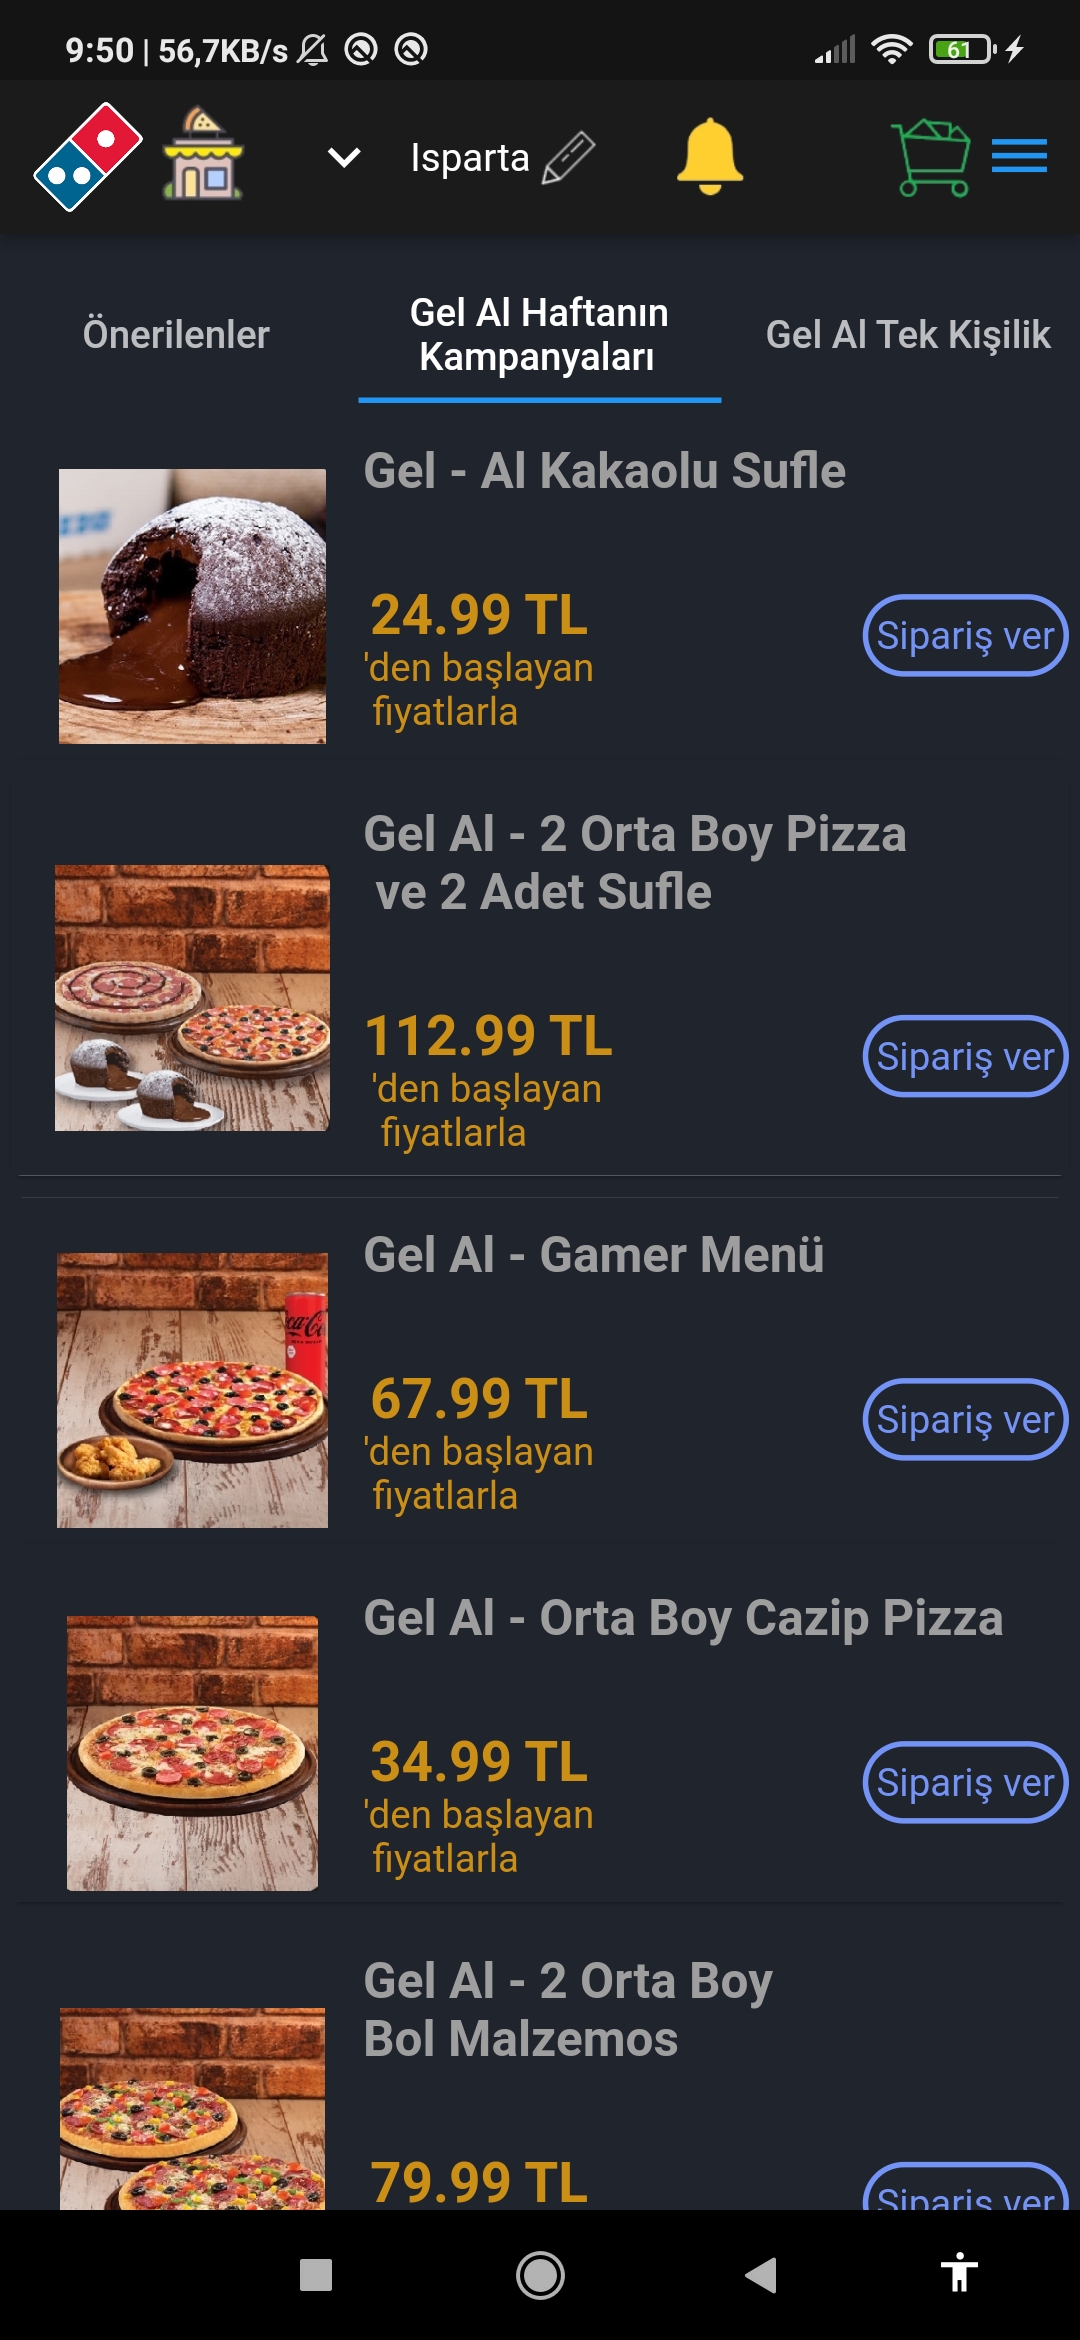 9:50 | 56,7KB/s
61
Isparta
Önerilenler
Gel Al Haftanın
Kampanyaları
Gel Al Tek Kişilik
Gel - Al Kakaolu Sufle
24.99 TL
'den başlayan
fiyatlarla
Sipariş ver
Gel Al - 2 Orta Boy Pizza
ve 2 Adet Sufle
112.99 TL
'den başlayan
fiyatlarla
Sipariş ver
Gel Al - Gamer Menü
67.99 TL
'den başlayan
fiyatlarla
Sipariş ver
Gel Al - Orta Boy Cazip Pizza
34.99 TL
'den başlayan
fiyatlarla
Sipariş ver
Gel Al - 2 Orta Boy
Bol Malzemos
79.99 TL
Sipariş ver